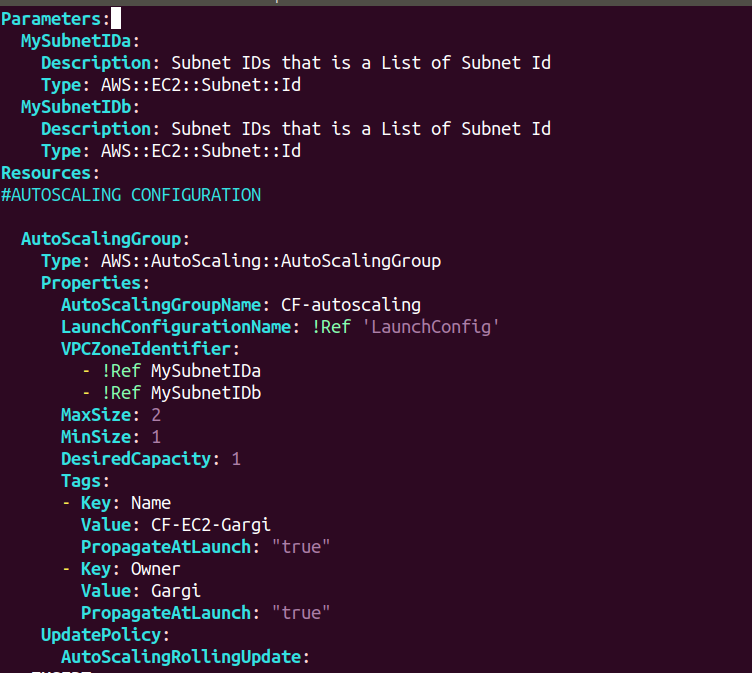 Parameters:
  MySubnetIDa:
    Description: Subnet IDs that is a List of Subnet Id
    Type: AWS::EC2::Subnet::Id
  MySubnetIDb:
    Description: Subnet IDs that is a List of Subnet Id
    Type: AWS::EC2::Subnet::Id
Resources:
#AUTOSCALING CONFIGURATION

  AutoScalingGroup:
    Type: AWS::AutoScaling::AutoScalingGroup
    Properties:
      AutoScalingGroupName: CF-autoscaling
      LaunchConfigurationName: !Ref 'LaunchConfig'
      VPCZoneIdentifier:
        - !Ref MySubnetIDa
        - !Ref MySubnetIDb
      MaxSize: 2
      MinSize: 1
      DesiredCapacity: 1
      Tags:
      - Key: Name
        Value: CF-EC2-Gargi
        PropagateAtLaunch: "true"
      - Key: Owner
        Value: Gargi
        PropagateAtLaunch: "true"
    UpdatePolicy:
      AutoScalingRollingUpdate: